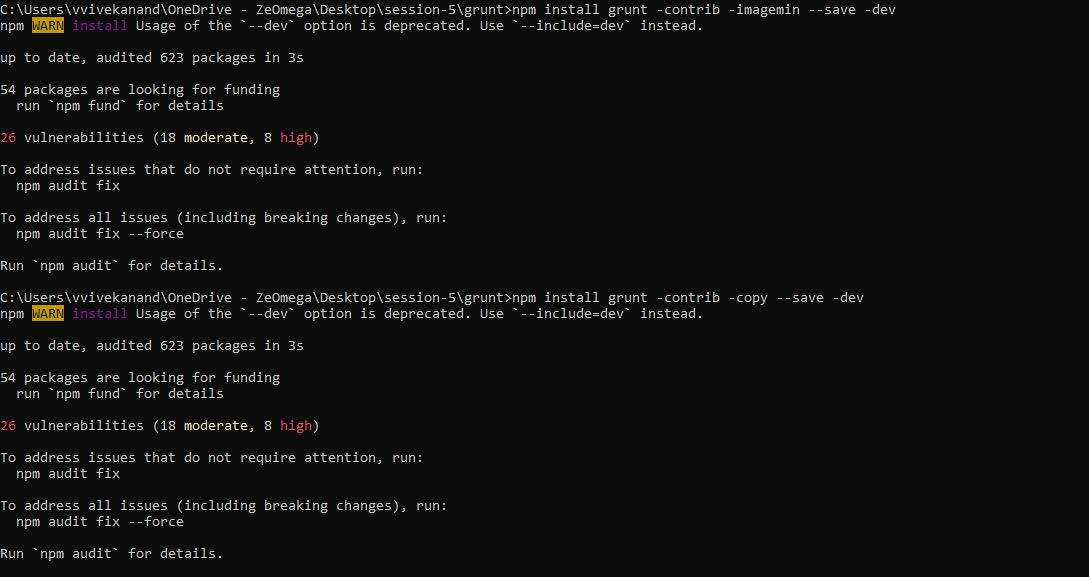 C:\Users\vvivekanand\OneDrive - ZeOmega\Desktop\session-5\grunt>npm install grunt -contrib -imagemin --save -dev
npm WARN install Usage of the `--dev` option is deprecated. Use `--include=dev` instead.
up to date, audited 623 packages in 3s
54 packages are looking for funding
run `npm fund` for details
26 vulnerabilities (18 moderate, 8 high)
To address issues that do not require attention, run:
npm audit fix
To address all issues (including breaking changes), run:
npm audit fix --force
Run `npm audit` for details.
C:\Users\vvivekanand\OneDrive - ZeOmega\Desktop\session-5\grunt>npm install grunt -contrib -copy --save -dev
npm WARN install Usage of the `--dev` option is deprecated. Use `--include=dev` instead.
up to date, audited 623 packages in 3s
54 packages are looking for funding
run `npm fund` for details
26 vulnerabilities (18 moderate, 8 high)
To address issues that do not require attention, run:
npm audit fix
To address all issues (including breaking changes), run:
npm audit fix --force
Run `npm audit` for details.